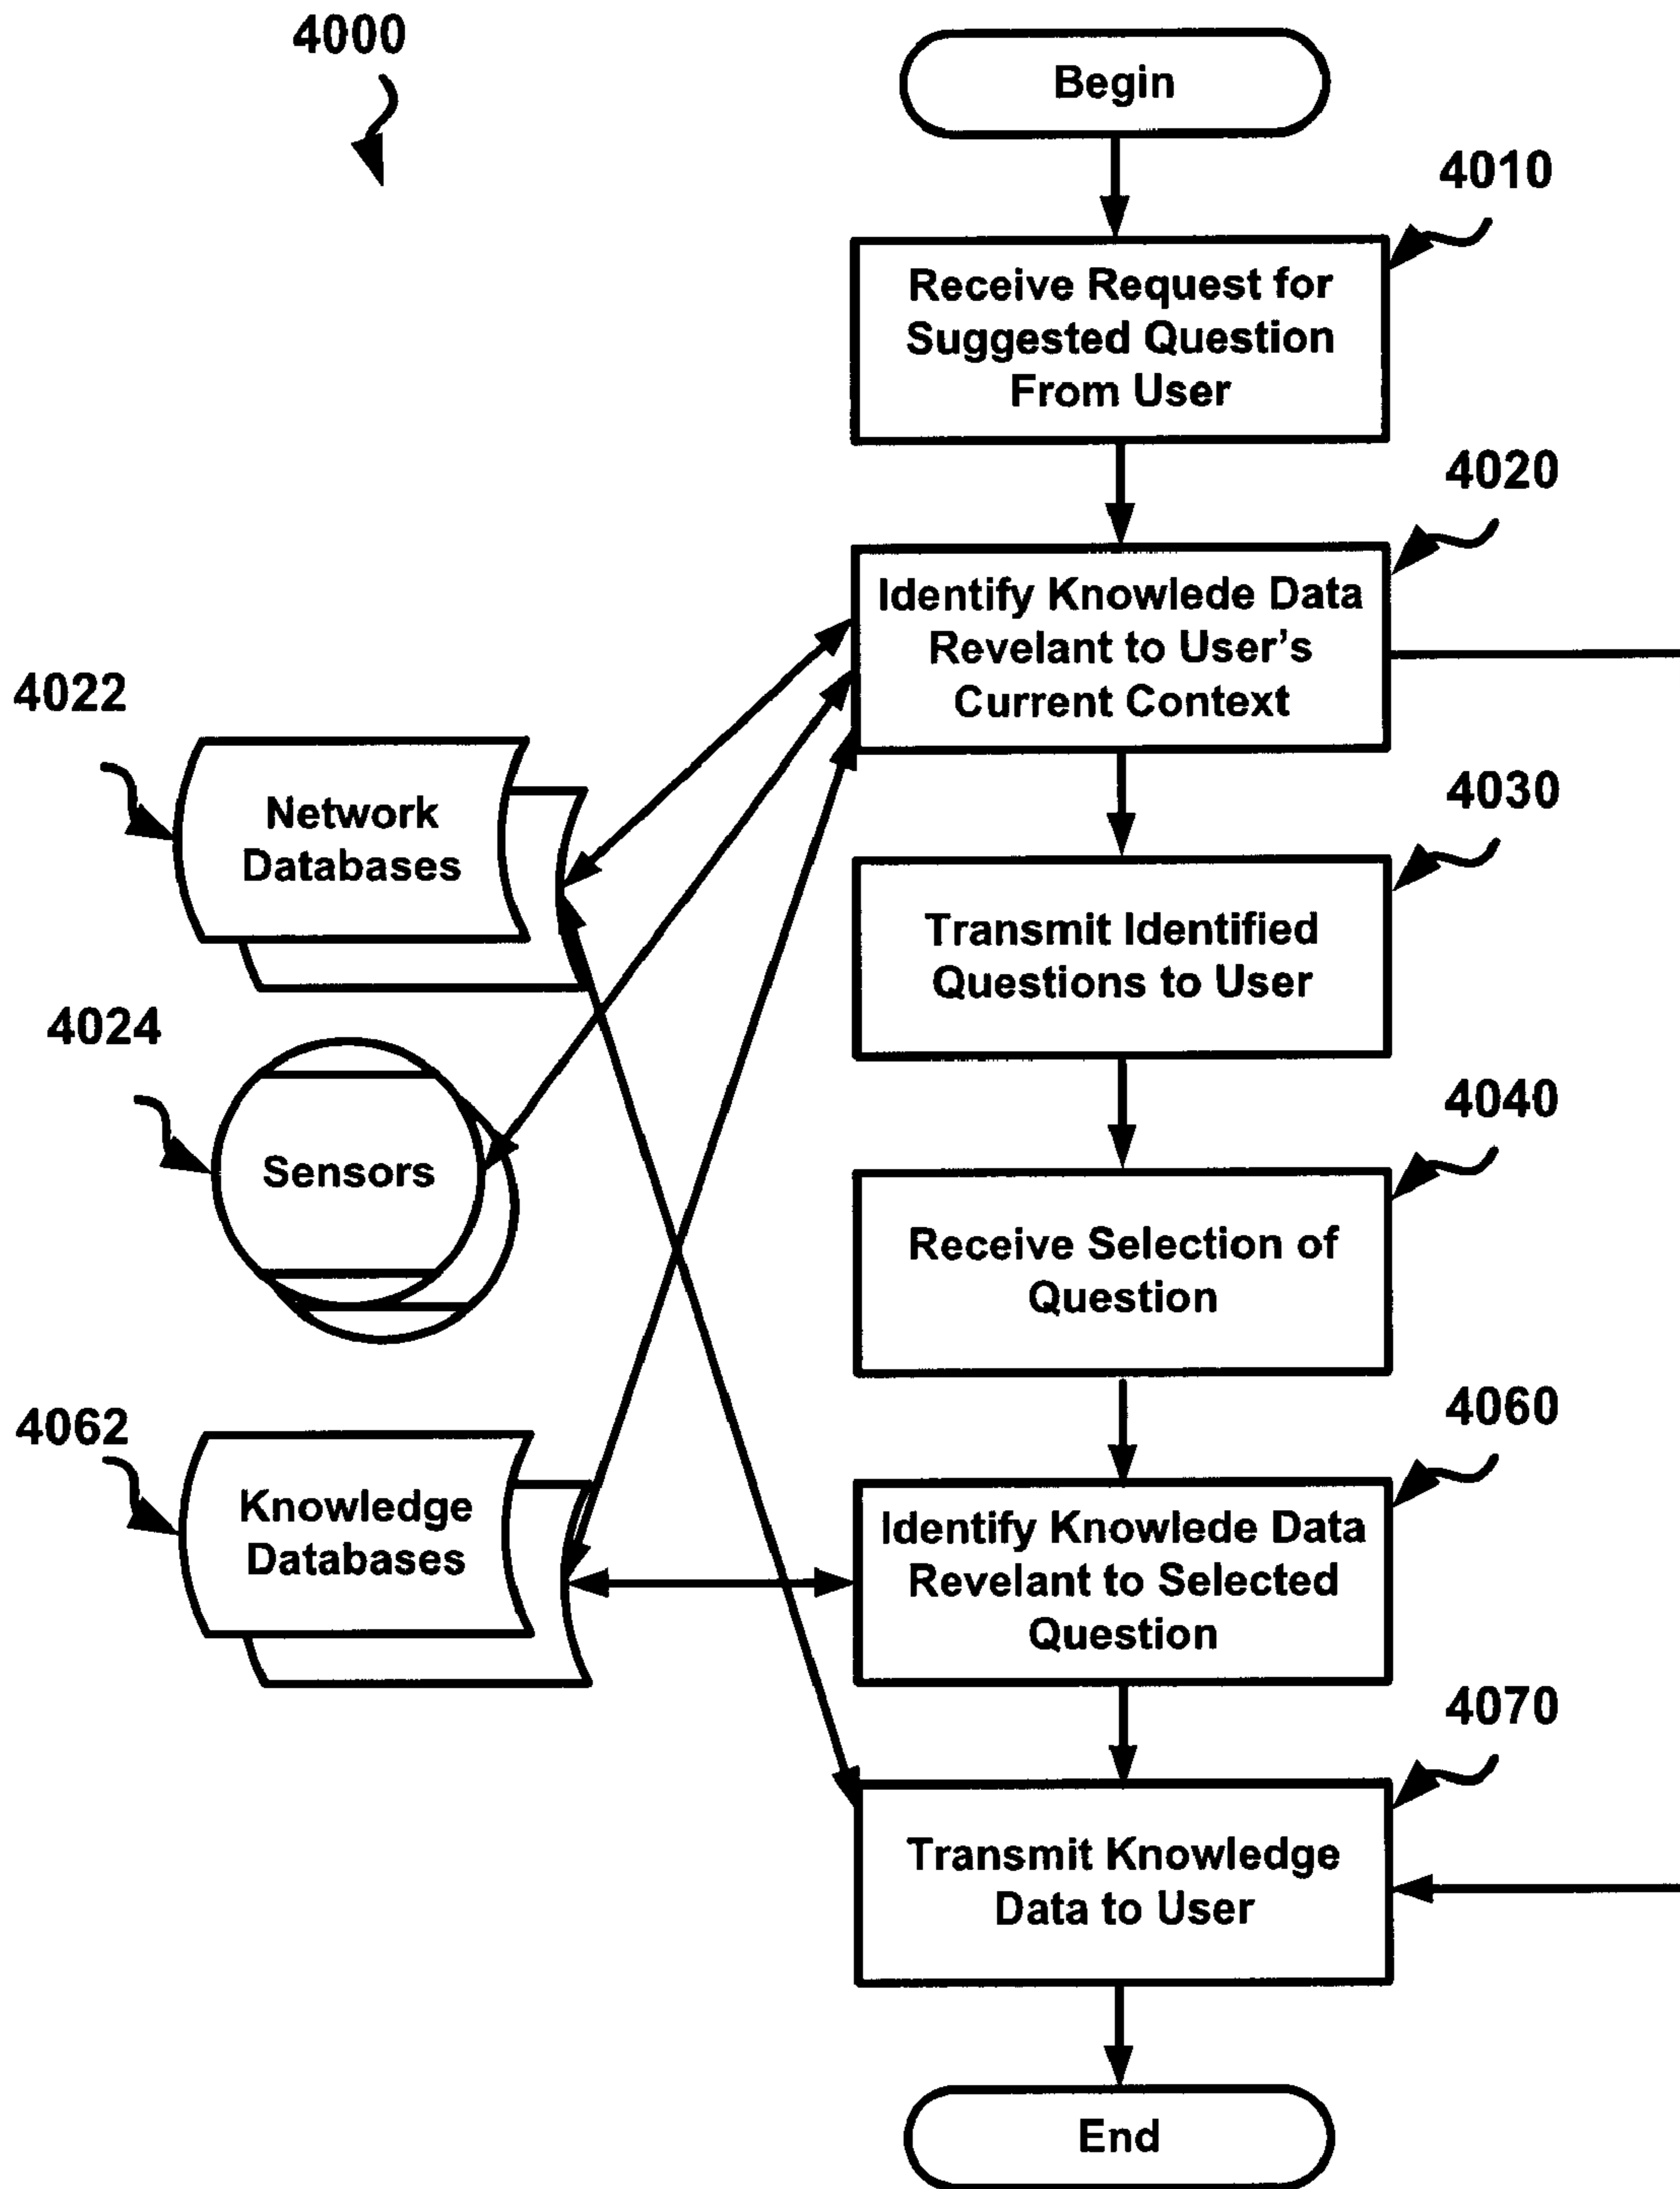 4000
Begin
4010
Receive Request for
Suggested Question
From User
4020
Identify Knowlede Data
Revelant to User's
Current Context
4022
Network
Databases
4030
Transmit Identified
Questions to User
4024
Sensors
4040
Receive Selection of
Question
4062
Knowledge
Databases
4060
Identify Knowlede Data
Revelant to Selected
Question
4070
Transmit Knowledge
Data to User
End